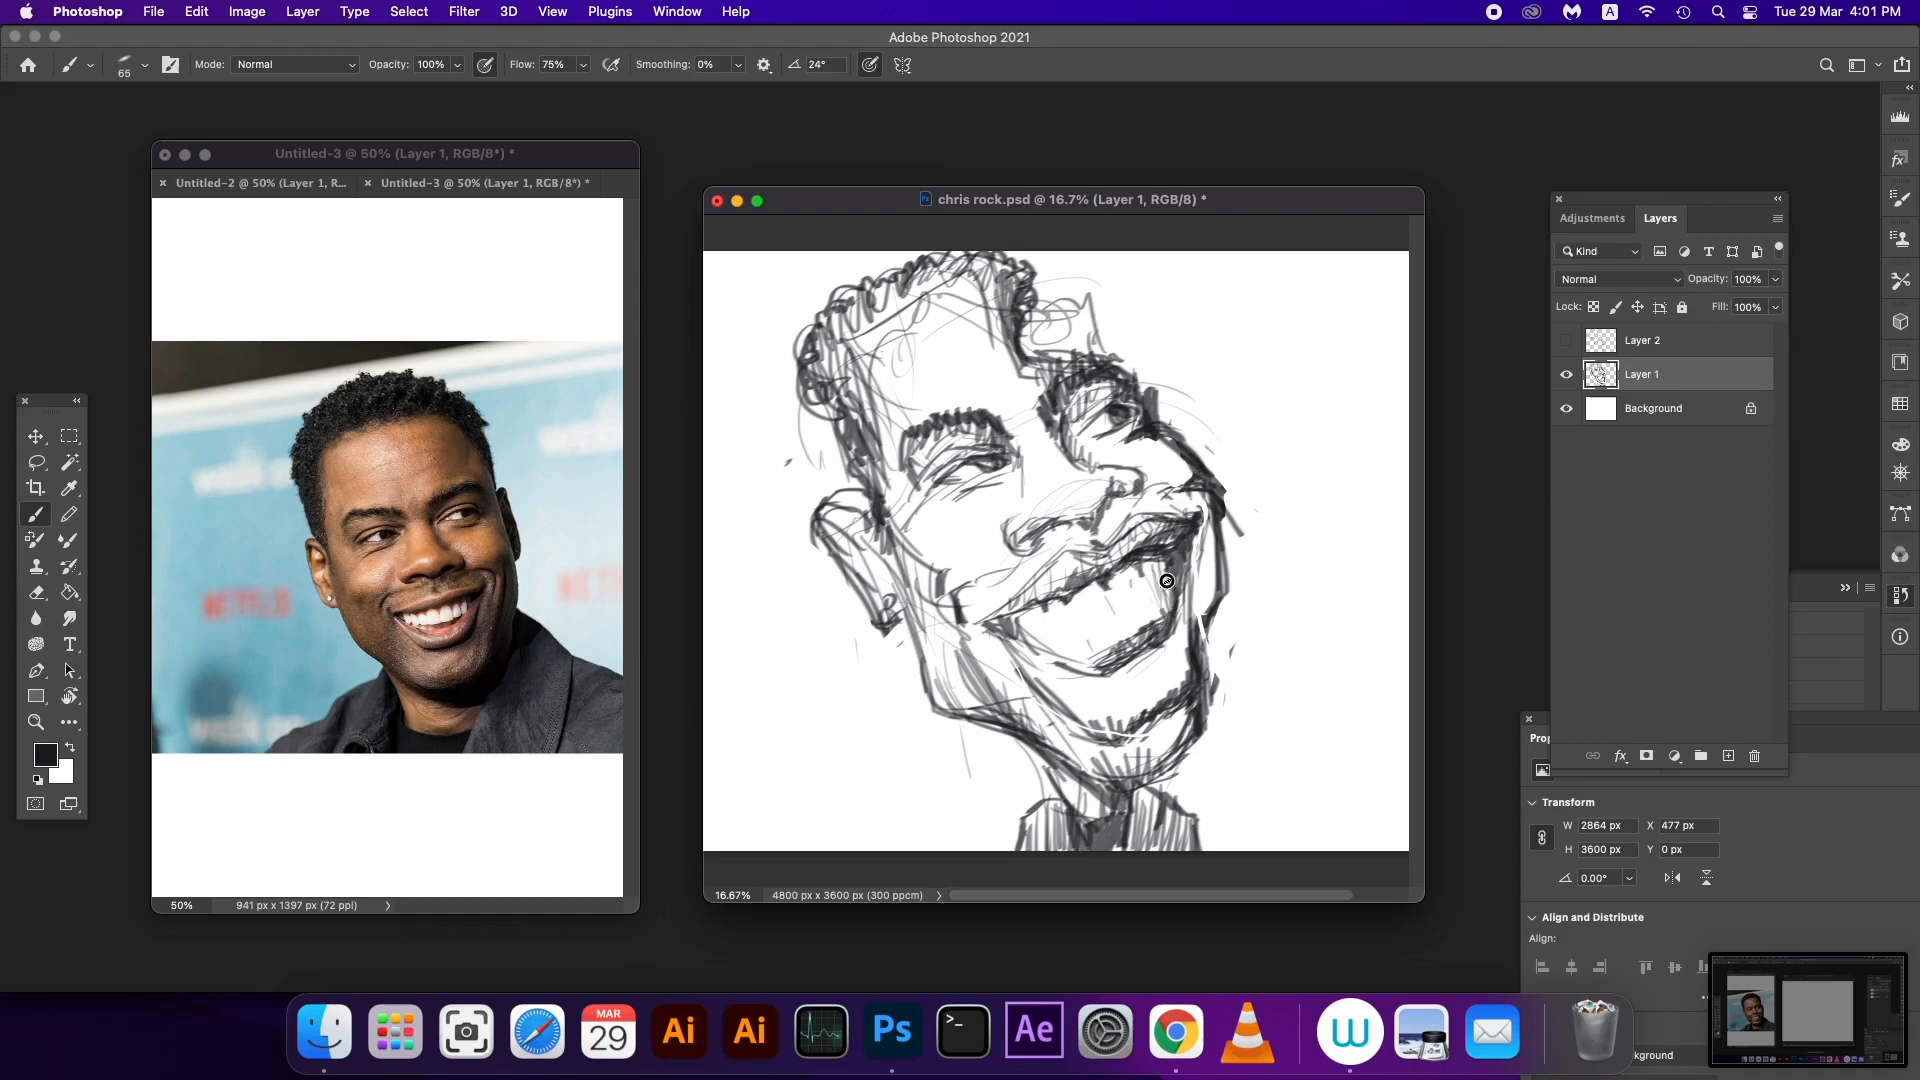 Photoshop File Edit Image Layer Type Select Filter 3D View Plugins Window Help
A Tue 29 Mar 4:01 PM
Adobe Photoshop 2021
65 Mode: Normal Opacity: 100% Flow: 75% Smoothing: 0% 24°
Untitled-3 @ 50% (Layer 1, RGB/8*) *
Untitled-2 @ 50% (Layer 1, R... Untitled-3 @ 50% (Layer 1, RGB/8*) *
Ps chris rock.psd @ 16.7% (Layer 1, RGB/8) *
Adjustments Layers
Kind
Normal Opacity: 100%
Lock: Fill: 100%
Layer 2
Layer 1
Background
NETFLIX
50% 941 px x 1397 px (72 ppi)
16.67% 4800 px x 3600 px (300 ppcm)
Prop
Transform
W 2864 px X 477 px
H 3600 px Y 0 px
0.00°
Align and Distribute
Align:
MAR
29
Ai
Ai
Ps
>_
Ae
W
kground